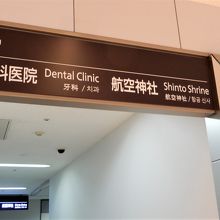 科医院 Dental Clinic
牙科 / 치과
航空神社 Shinto Shrine
航空神社 / 항공 신사